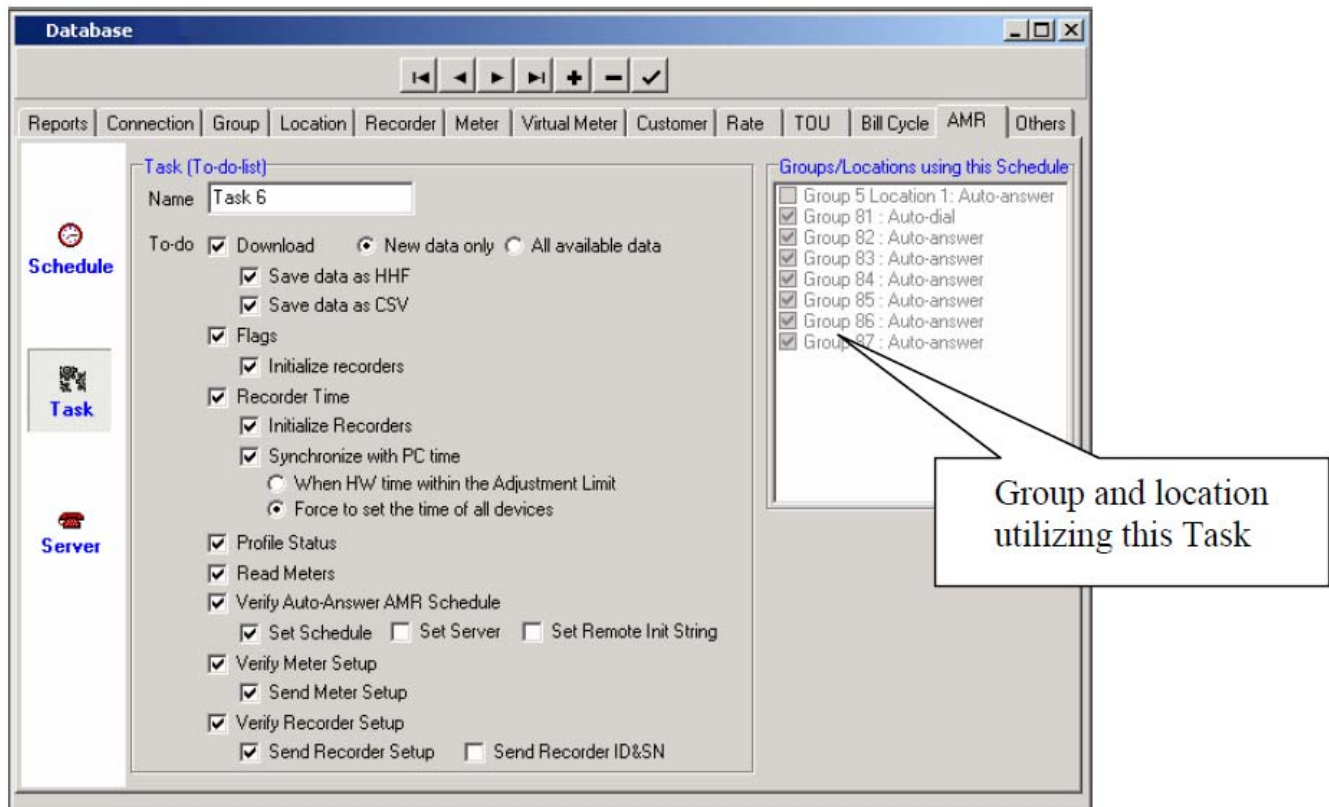 Database
Reports Connection Group Location Recorder Meter Virtual Meter Customer Rate TOU Bill Cycle AMR Others
Schedule
Task
Server
Task (To-do-list)
Name Task 6
To-do Download New data only All available data
Save data as HHF
Save data as CSV
Flags
Initialize recorders
Recorder Time
Initialize Recorders
Synchronize with PC time
When HW time within the Adjustment Limit
Force to set the time of all devices
Profile Status
Read Meters
Verify Auto-Answer AMR Schedule
Set Schedule Set Server Set Remote Init String
Verify Meter Setup
Send Meter Setup
Verify Recorder Setup
Send Recorder Setup Send Recorder ID&SN
Groups/Locations using this Schedule
Group 5 Location 1: Auto-answer
Group 81 : Auto-dial
Group 82 : Auto-answer
Group 83 : Auto-answer
Group 84 : Auto-answer
Group 85 : Auto-answer
Group 86 : Auto-answer
Group 87 : Auto-answer
Group and location
utilizing this Task